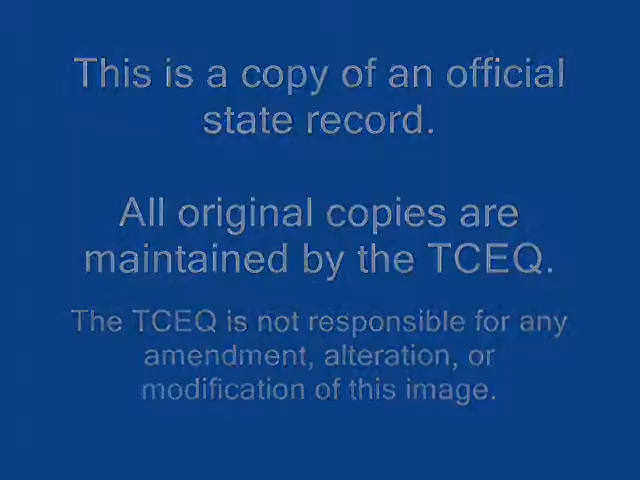 This is a copy of an official
state record.
All original copies are
maintained by the TCEQ.
The TCEQ is not responsible for any
amendment, alteration, or
modification of this image.